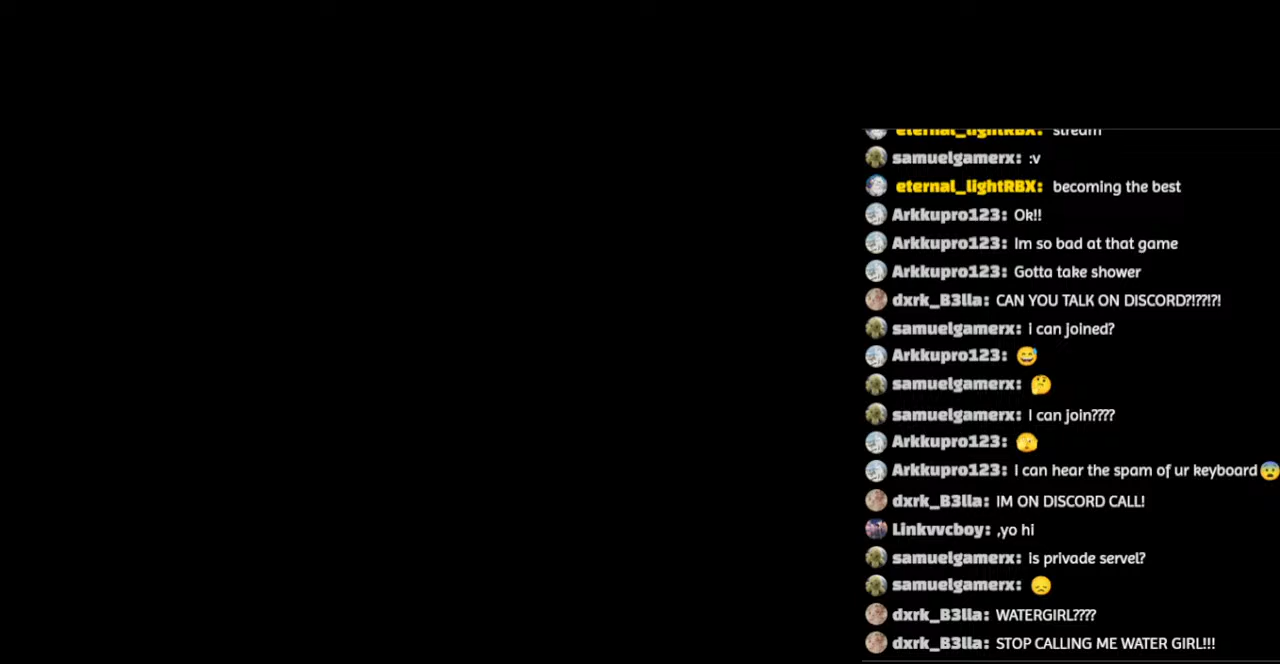 eternal_lightRBX: stream
samuelgamerx: :v
eternal_lightRBX: becoming the best
Arkkupro123: Ok!!
Arkkupro123: Im so bad at that game
Arkkupro123: Gotta take shower
dxrk_B3lla: CAN YOU TALK ON DISCORD?!??!?!
samuelgamerx: i can joined?
Arkkupro123: 😅
samuelgamerx: 🤔
samuelgamerx: I can join????
Arkkupro123: 🫣
Arkkupro123: I can hear the spam of ur keyboard😨
dxrk_B3lla: IM ON DISCORD CALL!
Linkvvcboy: ,yo hi
samuelgamerx: is privade servel?
samuelgamerx: 😞
dxrk_B3lla: WATERGIRL????
dxrk_B3lla: STOP CALLING ME WATER GIRL!!!